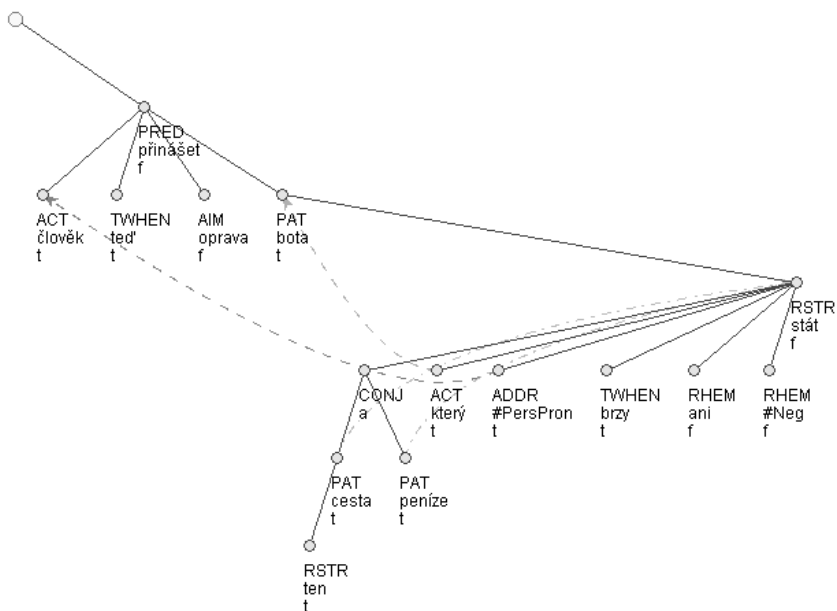 PRED
přinášet
f
ACT
člověk
t
TWHEN
teď
t
AIM
oprava
f
PAT
bota
t
RSTR
stát
f
CONJ
a
ACT
který
t
ADDR
#PersPron
t
TWHEN
brzy
t
RHEM
ani
f
RHEM
#Neg
f
PAT
cesta
t
PAT
peníze
t
RSTR
ten
t